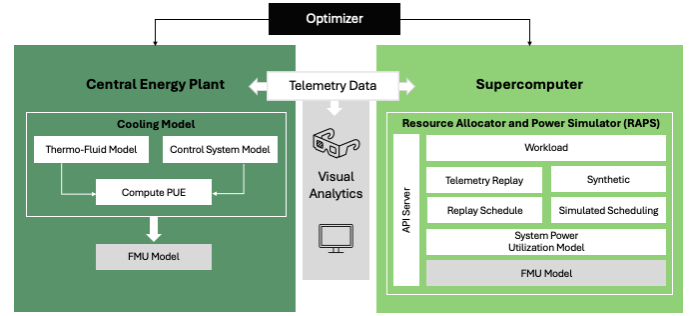 Optimizer
Central Energy Plant
Telemetry Data
Supercomputer
Cooling Model
Thermo-Fluid Model
Control System Model
Compute PUE
FMU Model
Visual
Analytics
Resource Allocator and Power Simulator (RAPS)
API Server
Workload
Telemetry Replay
Synthetic
Replay Schedule
Simulated Scheduling
System Power
Utilization Model
FMU Model